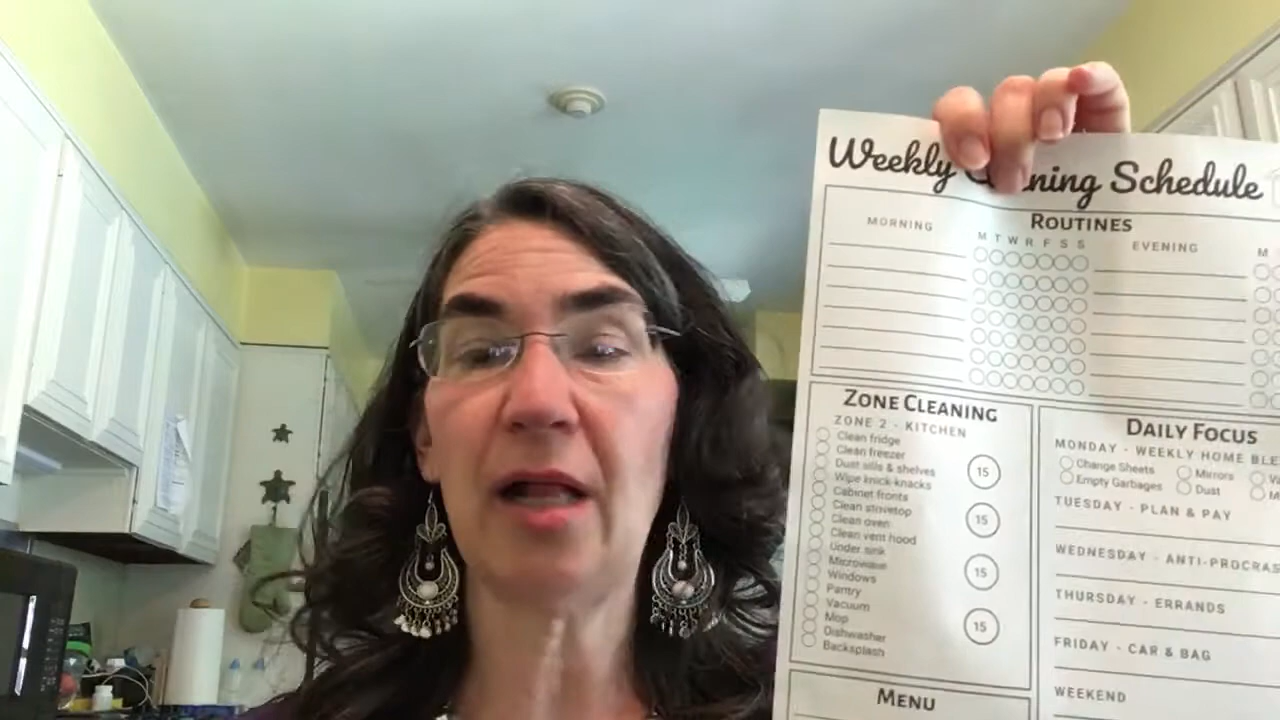 Weekly Cleaning Schedule
ROUTINES
MORNING M T W R F S S EVENING M
ZONE CLEANING
ZONE 2 - KITCHEN
Clean fridge
Clean freezer
Dust sills & shelves
Wipe knick-knacks
Cabinet fronts
Clean stovetop
Clean oven
Clean vent hood
Under sink
Microwave
Windows
Pantry
Vacuum
Mop
Dishwasher
Backsplash
15
15
15
15
DAILY FOCUS
MONDAY - WEEKLY HOME BLE
Change Sheets Mirrors
Empty Garbages Dust
TUESDAY - PLAN & PAY
WEDNESDAY - ANTI-PROCRAS
THURSDAY - ERRANDS
FRIDAY - CAR & BAG
WEEKEND
MENU